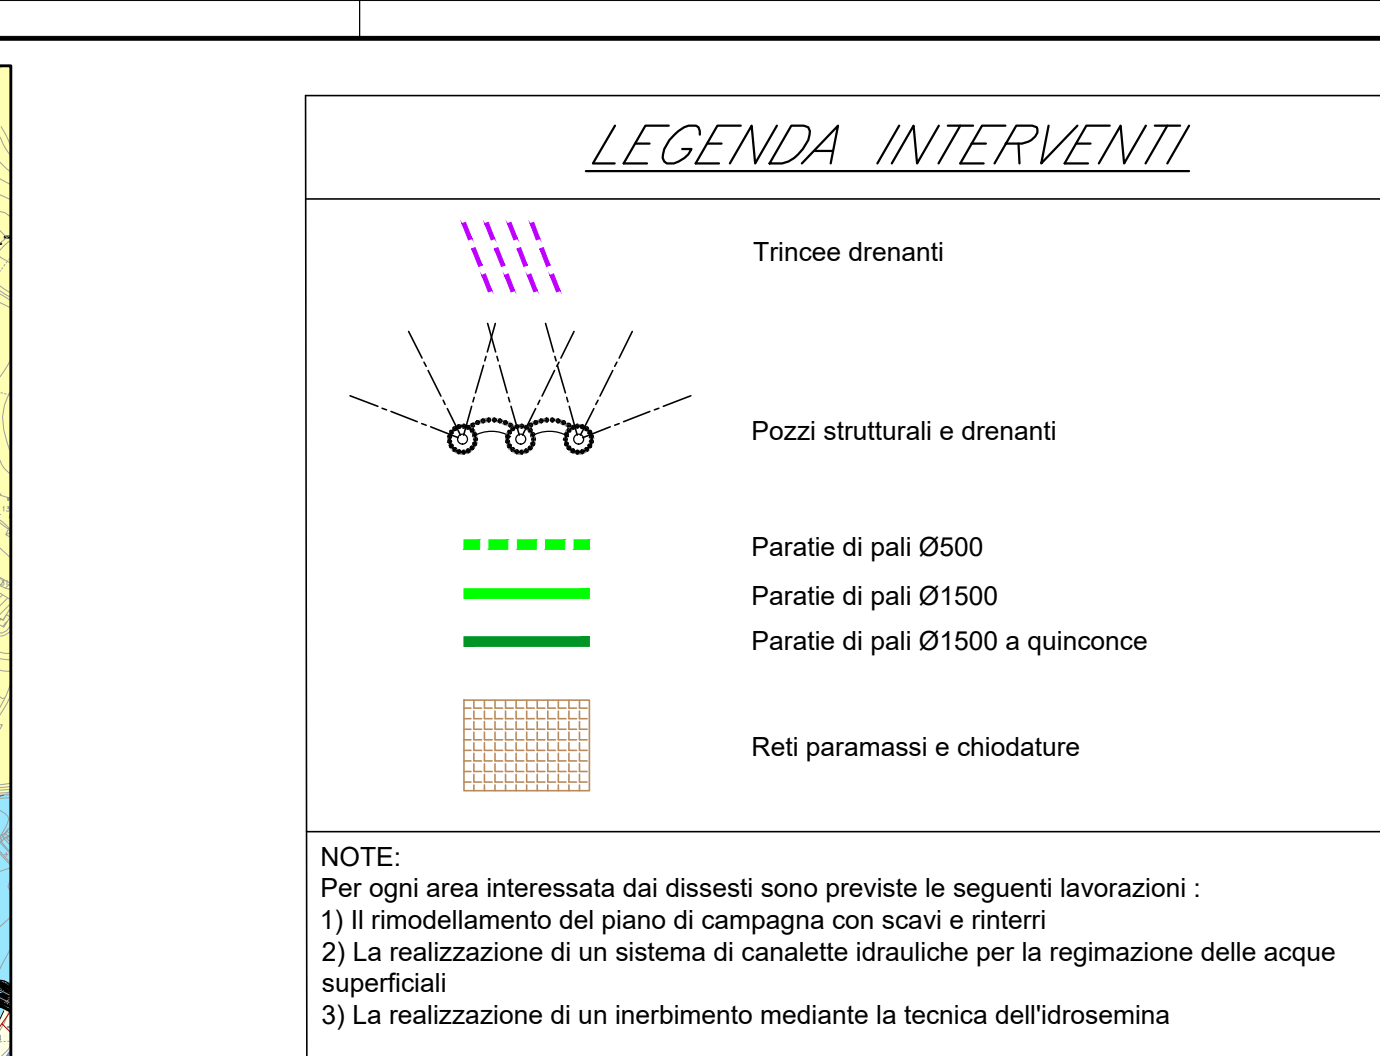 LEGENDA INTERVENTI
Trincee drenanti
Pozzi strutturali e drenanti
Paratie di pali Ø500
Paratie di pali Ø1500
Paratie di pali Ø1500 a quinconce
Reti paramassi e chiodature
NOTE:
Per ogni area interessata dai dissesti sono previste le seguenti lavorazioni :
1) Il rimodellamento del piano di campagna con scavi e rinterri
2) La realizzazione di un sistema di canalette idrauliche per la regimazione delle acque
superficiali
3) La realizzazione di un inerbimento mediante la tecnica dell'idrosemina